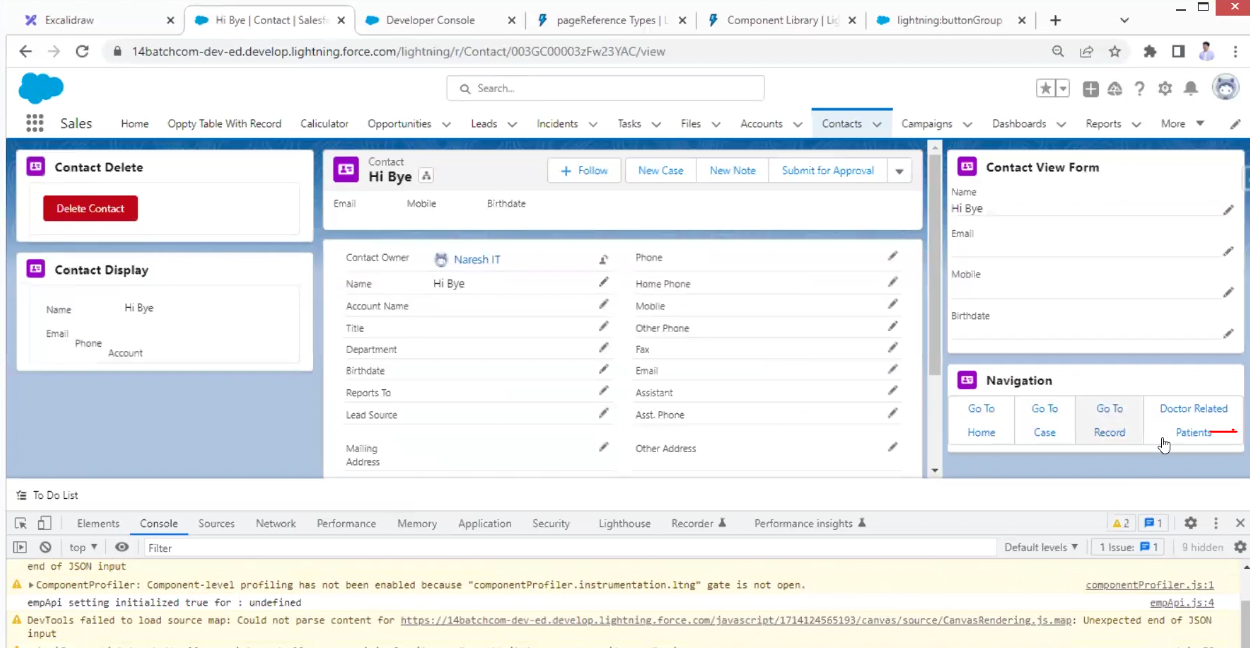 Excalidraw
Hi Bye | Contact | Salesf
Developer Console
pageReference Types | L
Component Library | Lig
lightning:buttonGroup
14batchcom-dev-ed.develop.lightning.force.com/lightning/r/Contact/003GC00003zFw23YAC/view
Search...
Sales
Home
Oppty Table With Record
Calculator
Opportunities
Leads
Incidents
Tasks
Files
Accounts
Contacts
Campaigns
Dashboards
Reports
More
Contact Delete
Delete Contact
Contact Display
Name Hi Bye
Email
Phone
Account
Contact
Hi Bye
Follow
New Case
New Note
Submit for Approval
Email Mobile Birthdate
Contact Owner Naresh IT Phone
Name Hi Bye Home Phone
Account Name Mobile
Title Other Phone
Department Fax
Birthdate Email
Reports To Assistant
Lead Source Asst. Phone
Mailing Other Address
Address
Contact View Form
Name
Hi Bye
Email
Mobile
Birthdate
Navigation
Go To Go To Go To Doctor Related
Home Case Record Patients
To Do List
Elements Console Sources Network Performance Memory Application Security Lighthouse Recorder Performance insights 2 1
top Filter Default levels 1 Issue: 1 9 hidden
end of JSON input
ComponentProfiler: Component-level profiling has not been enabled because "componentProfiler.instrumentation.ltng" gate is not open. componentProfiler.js:1
empApi setting initialized true for : undefined empApi.js:4
DevTools failed to load source map: Could not parse content for https://14batchcom-dev-ed.develop.lightning.force.com/javascript/1714124565193/canvas/source/CanvasRendering.js.map: Unexpected end of JSON
input